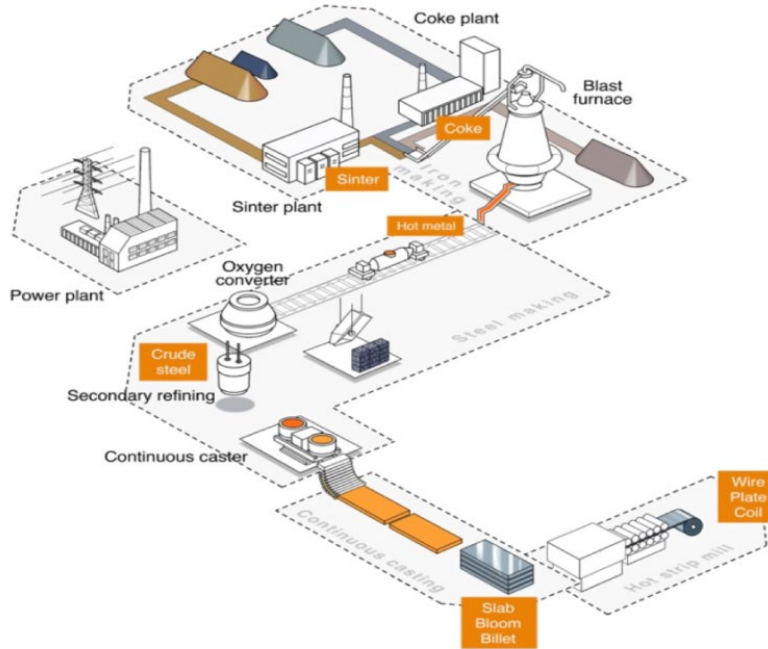 Coke plant
Blast
furnace
Coke
Iron
making
Sinter
Sinter plant
Hot metal
Power plant
Oxygen
converter
Steel making
Crude
steel
Secondary refining
Continuous caster
Continuous casting
Wire
Plate
Coil
Hot strip mill
Slab
Bloom
Billet